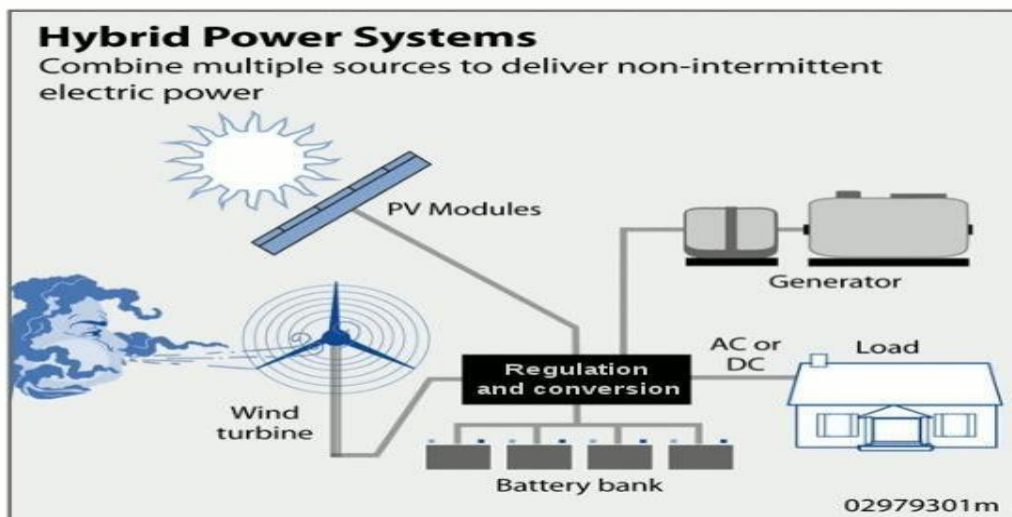 Hybrid Power Systems
Combine multiple sources to deliver non-intermittent
electric power
PV Modules
Generator
Regulation
and conversion
AC or
DC
Load
Wind
turbine
Battery bank
02979301m